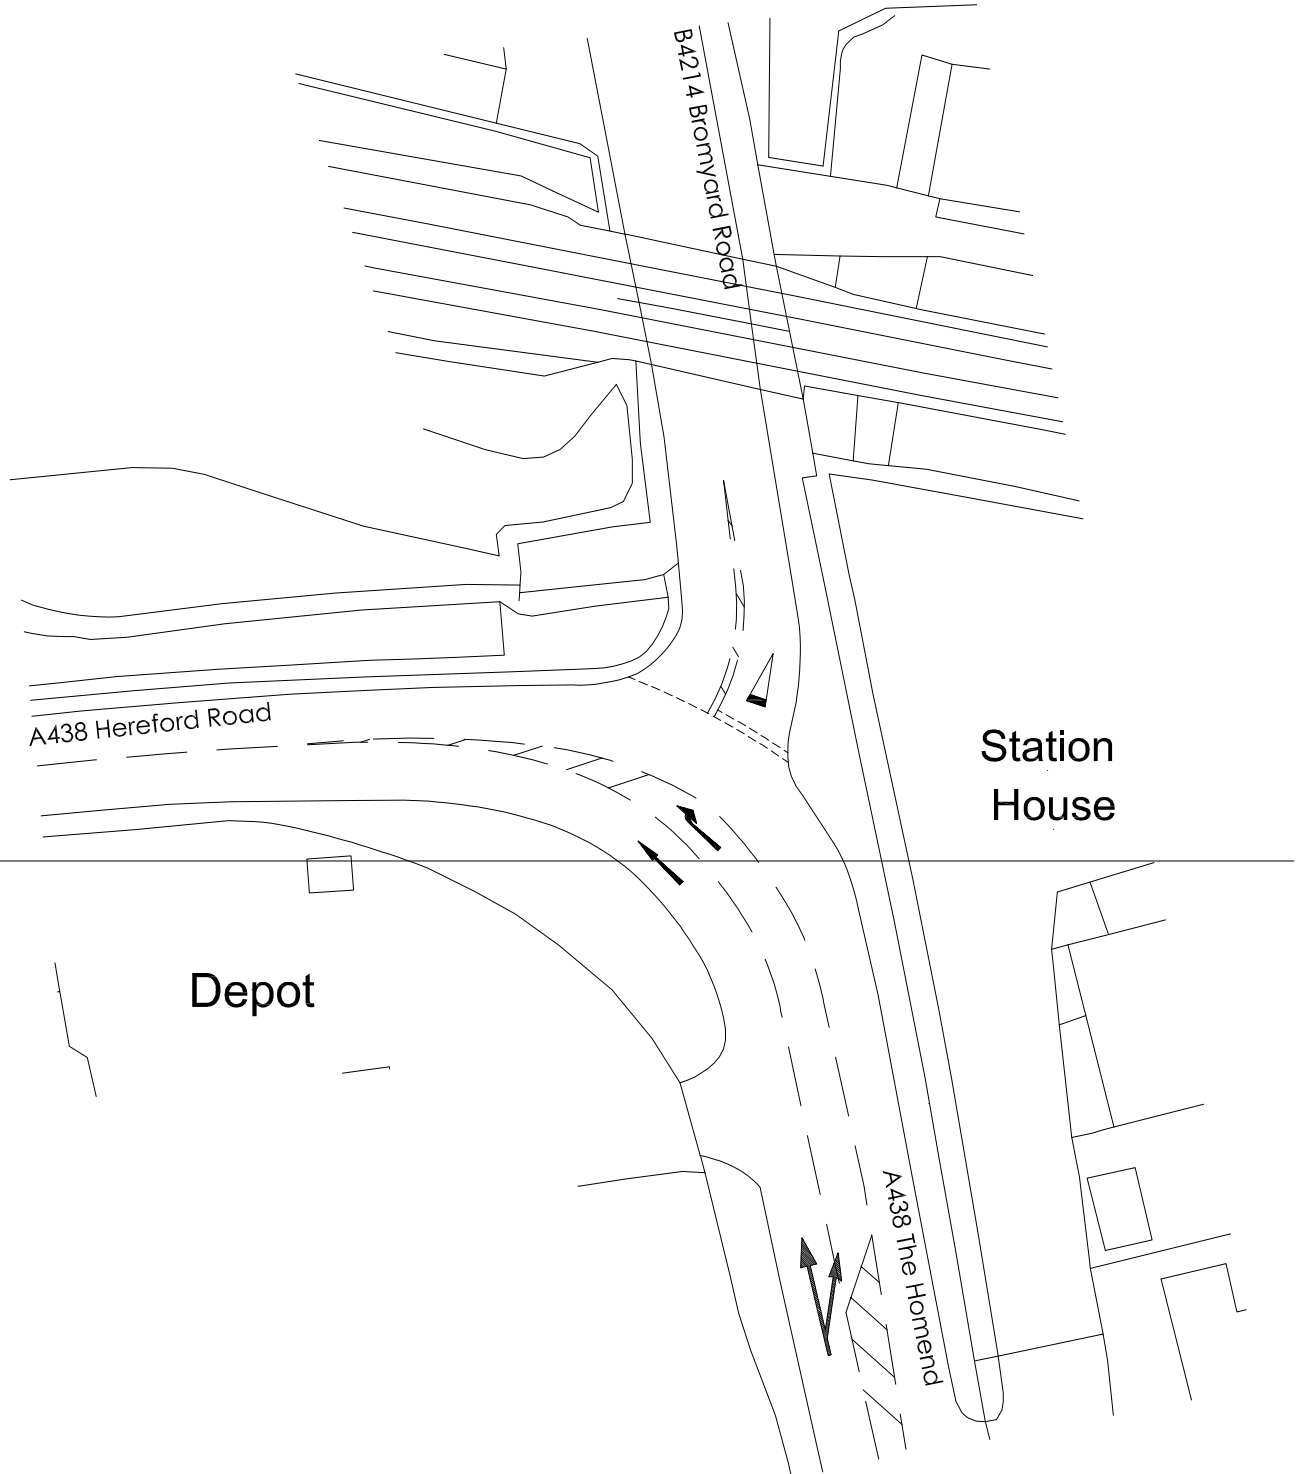 B4214 Bromyard Road
A438 Hereford Road
Station
House
Depot
A438 The Homend